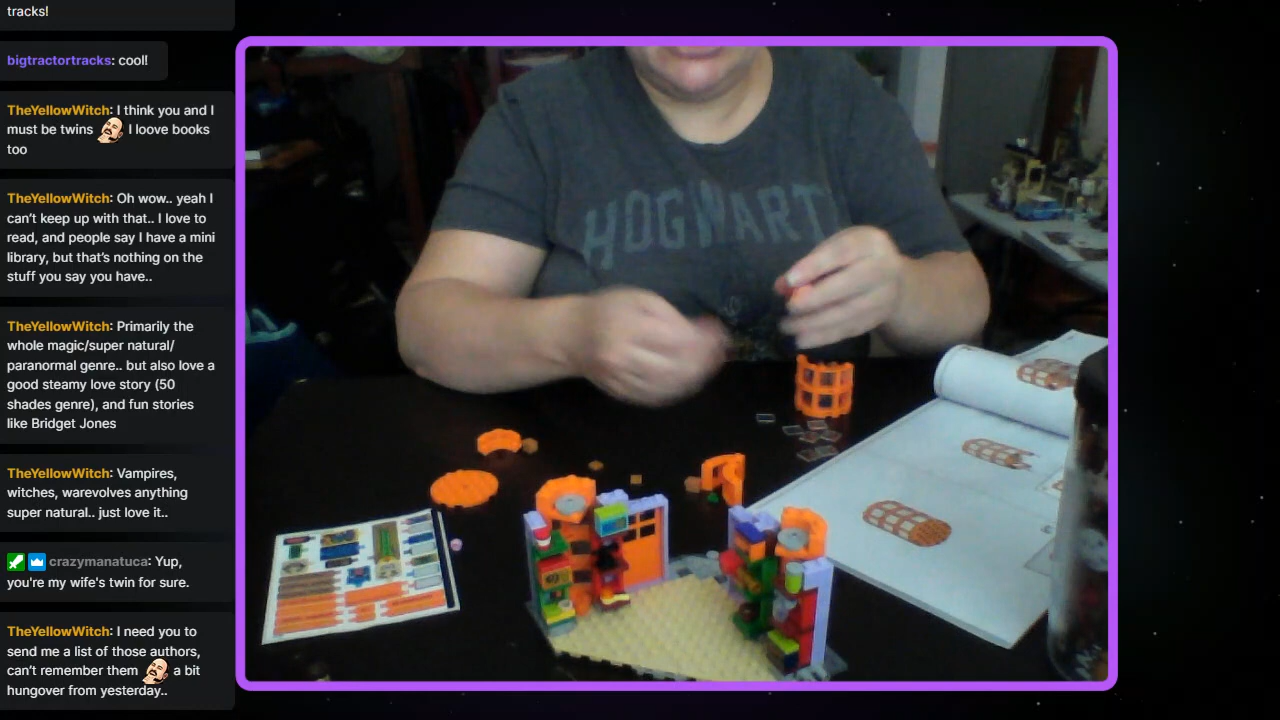 tracks!
bigtractortracks: cool!
TheYellowWitch: I think you and I
must be twins I loove books
too
TheYellowWitch: Oh wow.. yeah I
can't keep up with that.. I love to
read, and people say I have a mini
library, but that's nothing on the
stuff you say you have..
TheYellowWitch: Primarily the
whole magic/super natural/
paranormal genre.. but also love a
good steamy love story (50
shades genre), and fun stories
like Bridget Jones
TheYellowWitch: Vampires,
witches, warevolves anything
super natural.. just love it..
crazymanatuca: Yup,
you're my wife's twin for sure.
TheYellowWitch: I need you to
send me a list of those authors,
can't remember them a bit
hungover from yesterday..
HOGWART